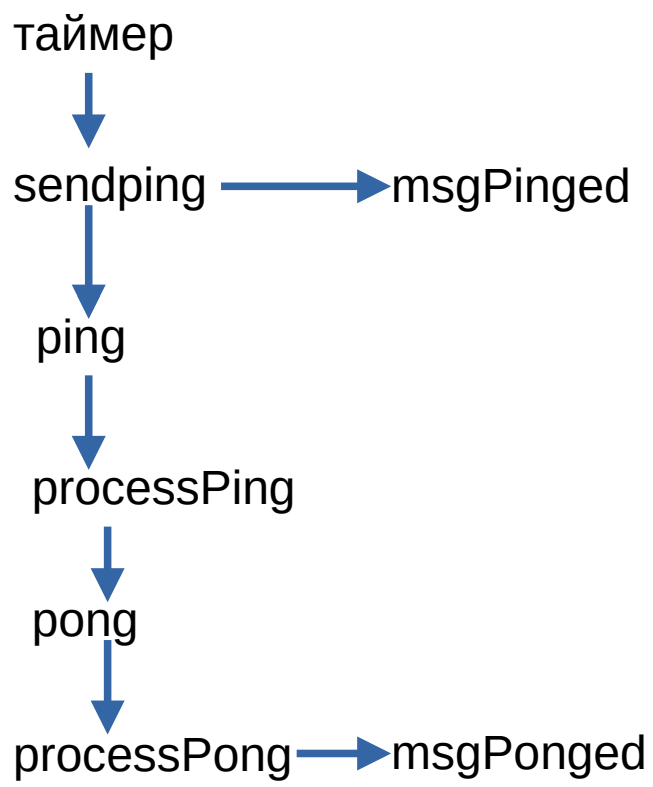 таймер
sendping
msgPinged
ping
processPing
pong
processPong
msgPonged